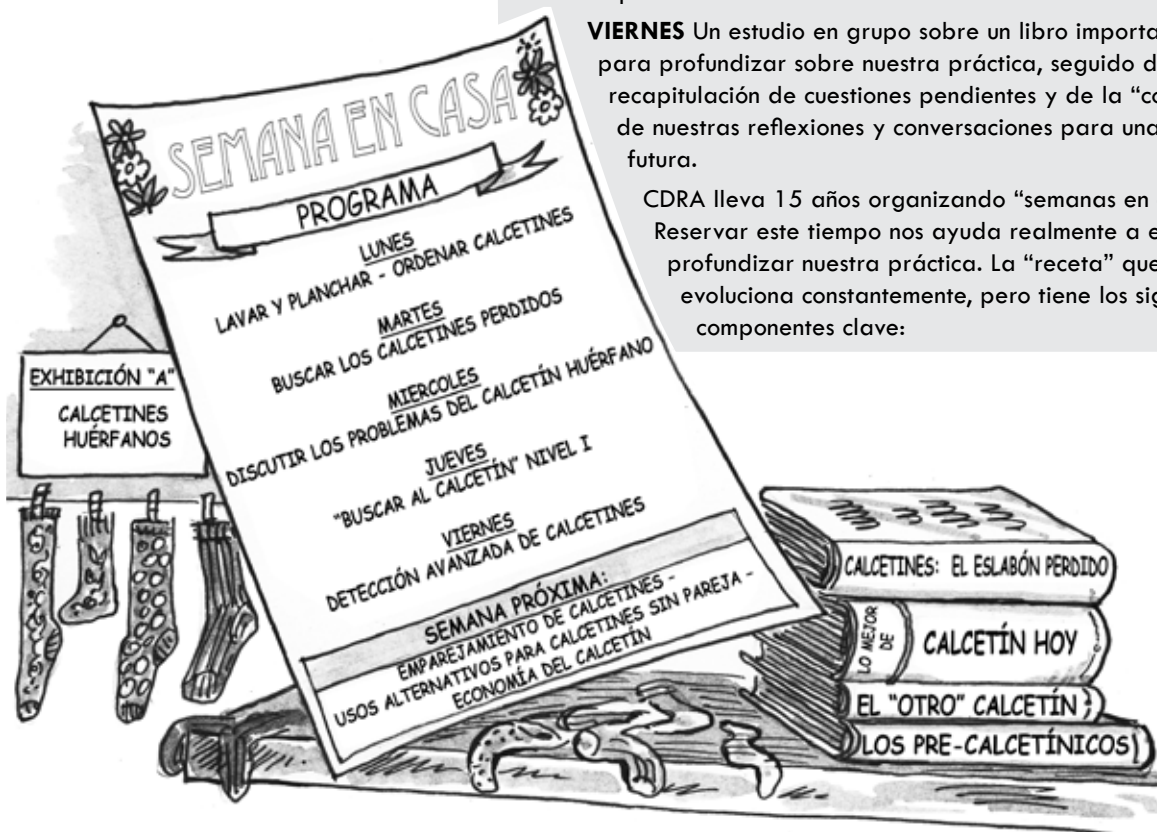 VIERNES Un estudio en grupo sobre un libro
para profundizar sobre nuestra práctica, seguido
recapitulación de cuestiones pendientes y de la
de nuestras reflexiones y conversaciones para una
futura.
CDRA lleva 15 años organizando "semanas en
Reservar este tiempo nos ayuda realmente a
profundizar nuestra práctica. La "receta"
evoluciona constantemente, pero tiene los
componentes clave:
SEMANA EN CASA
PROGRAMA
LUNES
LAVAR Y PLANCHAR - ORDENAR CALCETINES
MARTES
BUSCAR LOS CALCETINES PERDIDOS
MIERCOLES
DISCUTIR LOS PROBLEMAS DEL CALCETÍN HUÉRFANO
JUEVES
"BUSCAR AL CALCETÍN" NIVEL I
VIERNES
DETECCIÓN AVANZADA DE CALCETINES
SEMANA PRÓXIMA:
EMPAREJAMIENTO DE CALCETINES -
USOS ALTERNATIVOS PARA CALCETINES SIN PAREJA -
ECONOMÍA DEL CALCETÍN
EXHIBICIÓN "A"
CALCETINES
HUÉRFANOS
CALCETINES: EL ESLABÓN PERDIDO
LO MEJOR
DE
CALCETÍN HOY
EL "OTRO" CALCETÍN
LOS PRE-CALCETÍNICOS